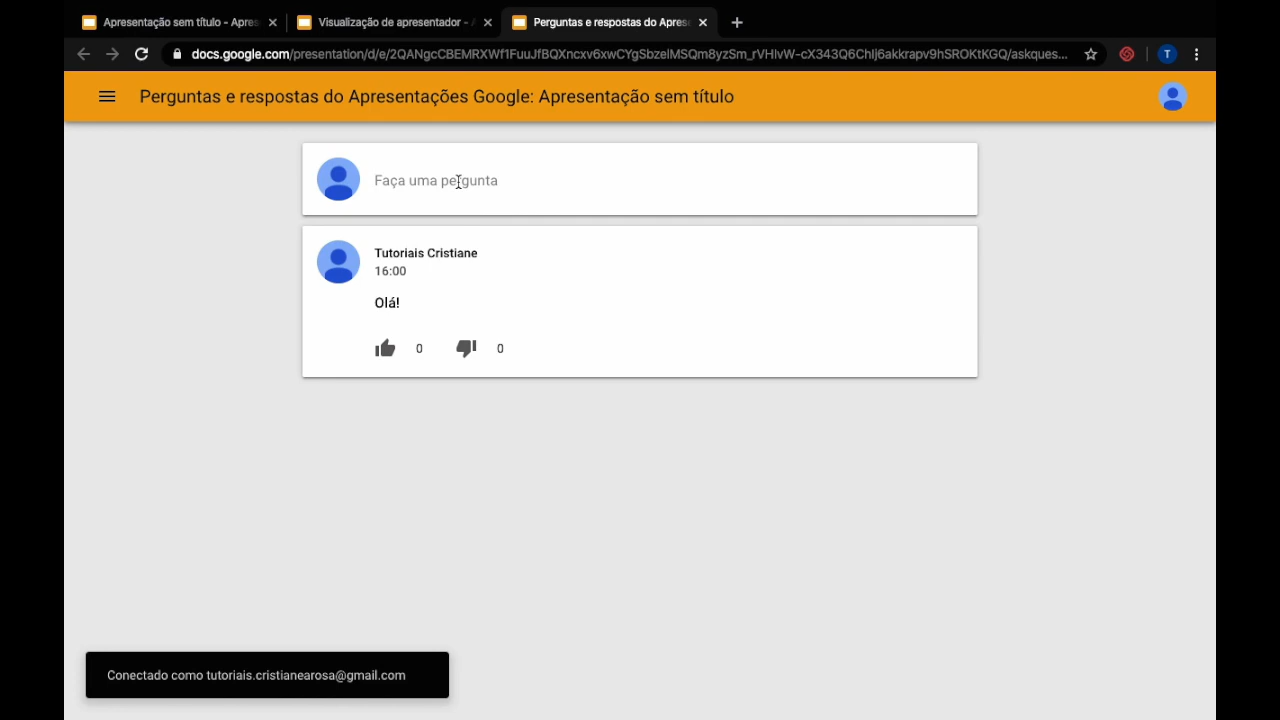 Apresentação sem título - Apres
Visualização de apresentador - A
Perguntas e respostas do Aprese
docs.google.com/presentation/d/e/2QANgcCBEMRXWf1FuuJfBQXncxv6xwCYgSbzelMSQm8yzSm_rVHlvW-cX343Q6Chlj6akkrapv9hSROKtKGQ/askques...
T
Perguntas e respostas do Apresentações Google: Apresentação sem título
Faça uma pergunta
Tutoriais Cristiane
16:00
Olá!
0 0
Conectado como tutoriais.cristianearosa@gmail.com